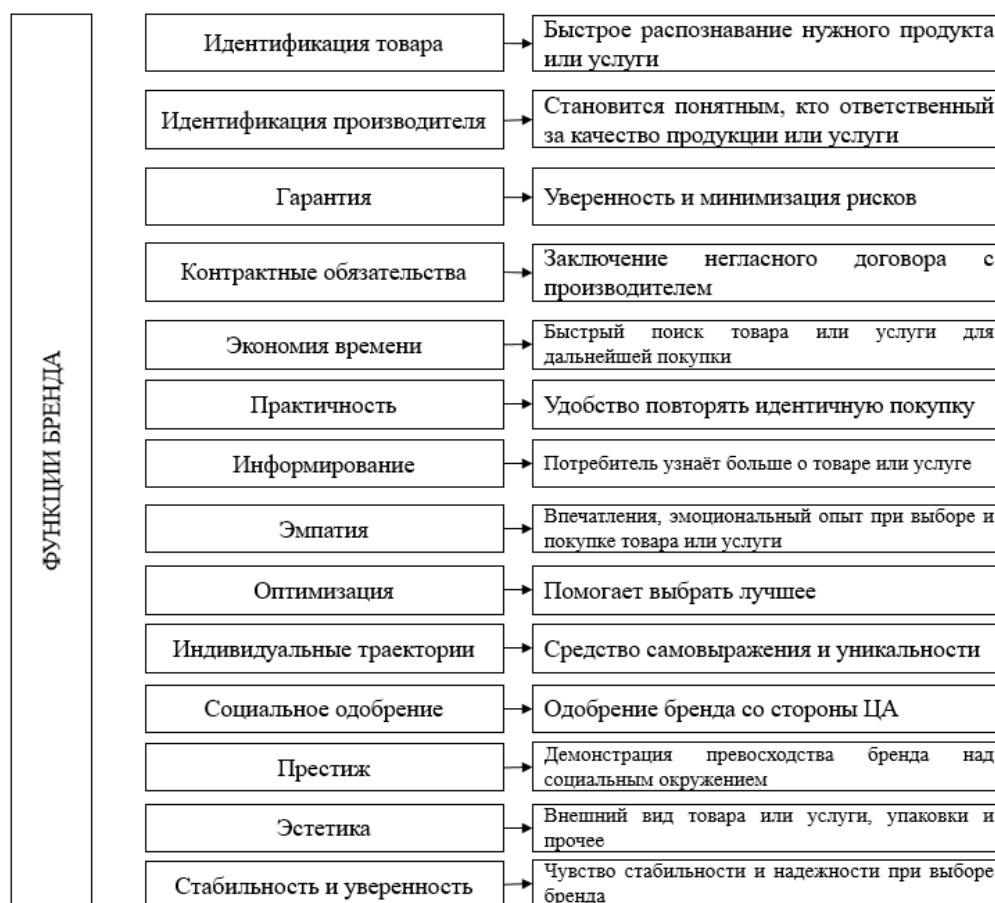 ФУНКЦИИ БРЕНДА
Идентификация товара
Быстрое распознавание нужного продукта
или услуги
Идентификация производителя
Становится понятным, кто ответственный
за качество продукции или услуги
Гарантия
Уверенность и минимизация рисков
Контрактные обязательства
Заключение негласного договора с
производителем
Экономия времени
Быстрый поиск товара или услуги для
дальнейшей покупки
Практичность
Удобство повторять идентичную покупку
Информирование
Потребитель узнаёт больше о товаре или услуге
Эмпатия
Впечатления, эмоциональный опыт при выборе и
покупке товара или услуги
Оптимизация
Помогает выбрать лучшее
Индивидуальные траектории
Средство самовыражения и уникальности
Социальное одобрение
Одобрение бренда со стороны ЦА
Престиж
Демонстрация превосходства бренда над
социальным окружением
Эстетика
Внешний вид товара или услуги, упаковки и
прочее
Стабильность и уверенность
Чувство стабильности и надежности при выборе
бренда